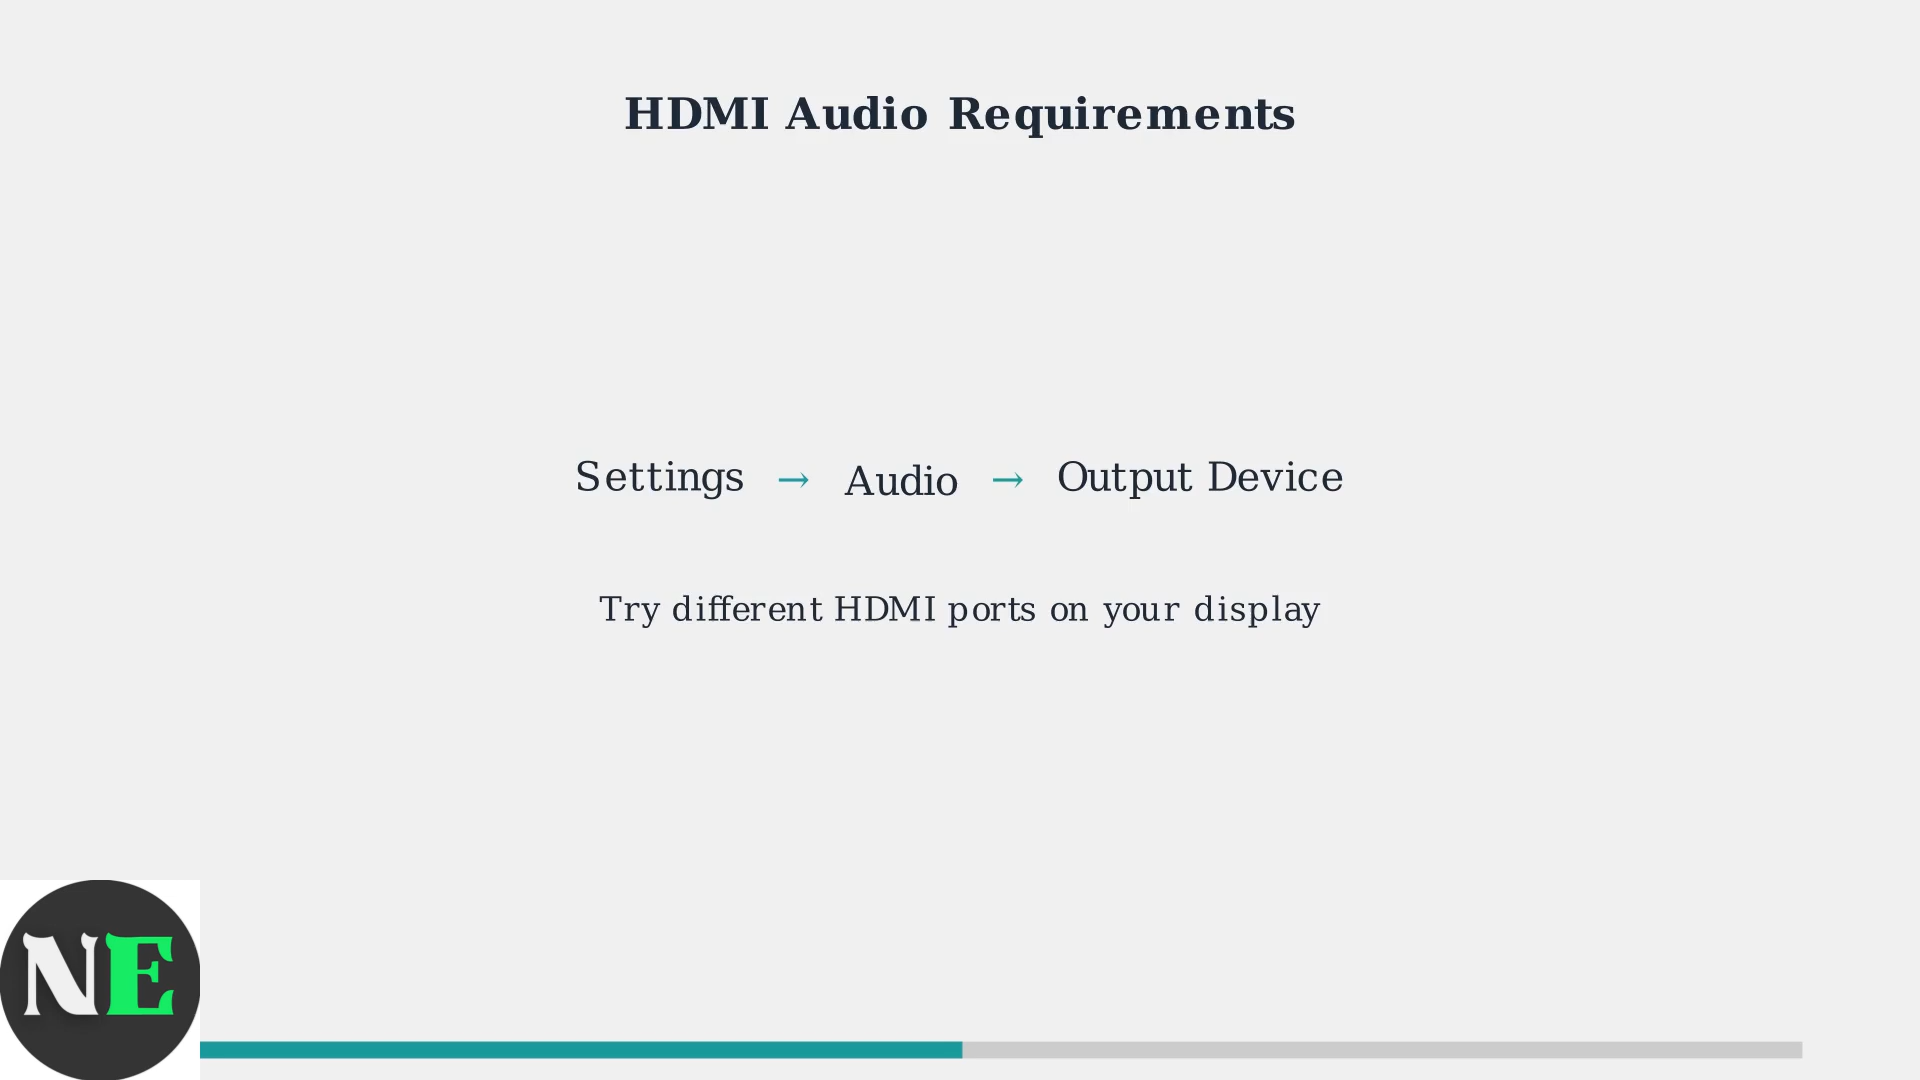 HDMI Audio Requirements
Settings → Audio → Output Device
Try different HDMI ports on your display
NE